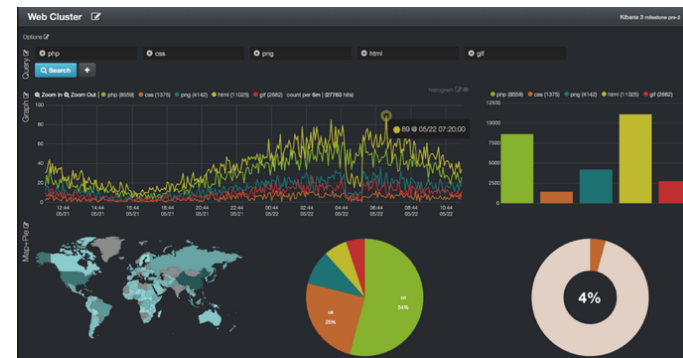 Web Cluster
Kibana 3 milestone pre-2
Options
Query
php
css
png
html
gif
Search
+
Graph
Zoom In Zoom Out | php (8559) css (1375) png (4142) html (11025) gif (2682) count per 5m | (27783 hits)
histogram
100
80
60
40
20
0
89 @ 05/22 07:20:00
12:44 05/21
14:44 05/21
16:44 05/21
18:44 05/21
20:44 05/21
22:44 05/21
00:44 05/22
02:44 05/22
04:44 05/22
06:44 05/22
08:44 05/22
10:44 05/22
php (8559) css (1375) png (4142) html (11025) gif (2682)
12500
10000
7500
5000
2500
0
Map+Pie
54%
25%
4%